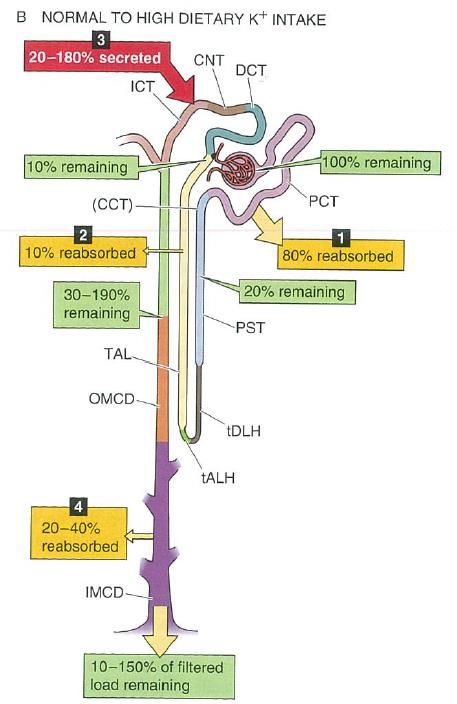 B NORMAL TO HIGH DIETARY K+ INTAKE
3
20–180% secreted
CNT
DCT
ICT
10% remaining
100% remaining
(CCT)
PCT
2
10% reabsorbed
1
80% reabsorbed
30–190%
remaining
20% remaining
PST
TAL
OMCD
tDLH
tALH
4
20–40%
reabsorbed
IMCD
10–150% of filtered
load remaining